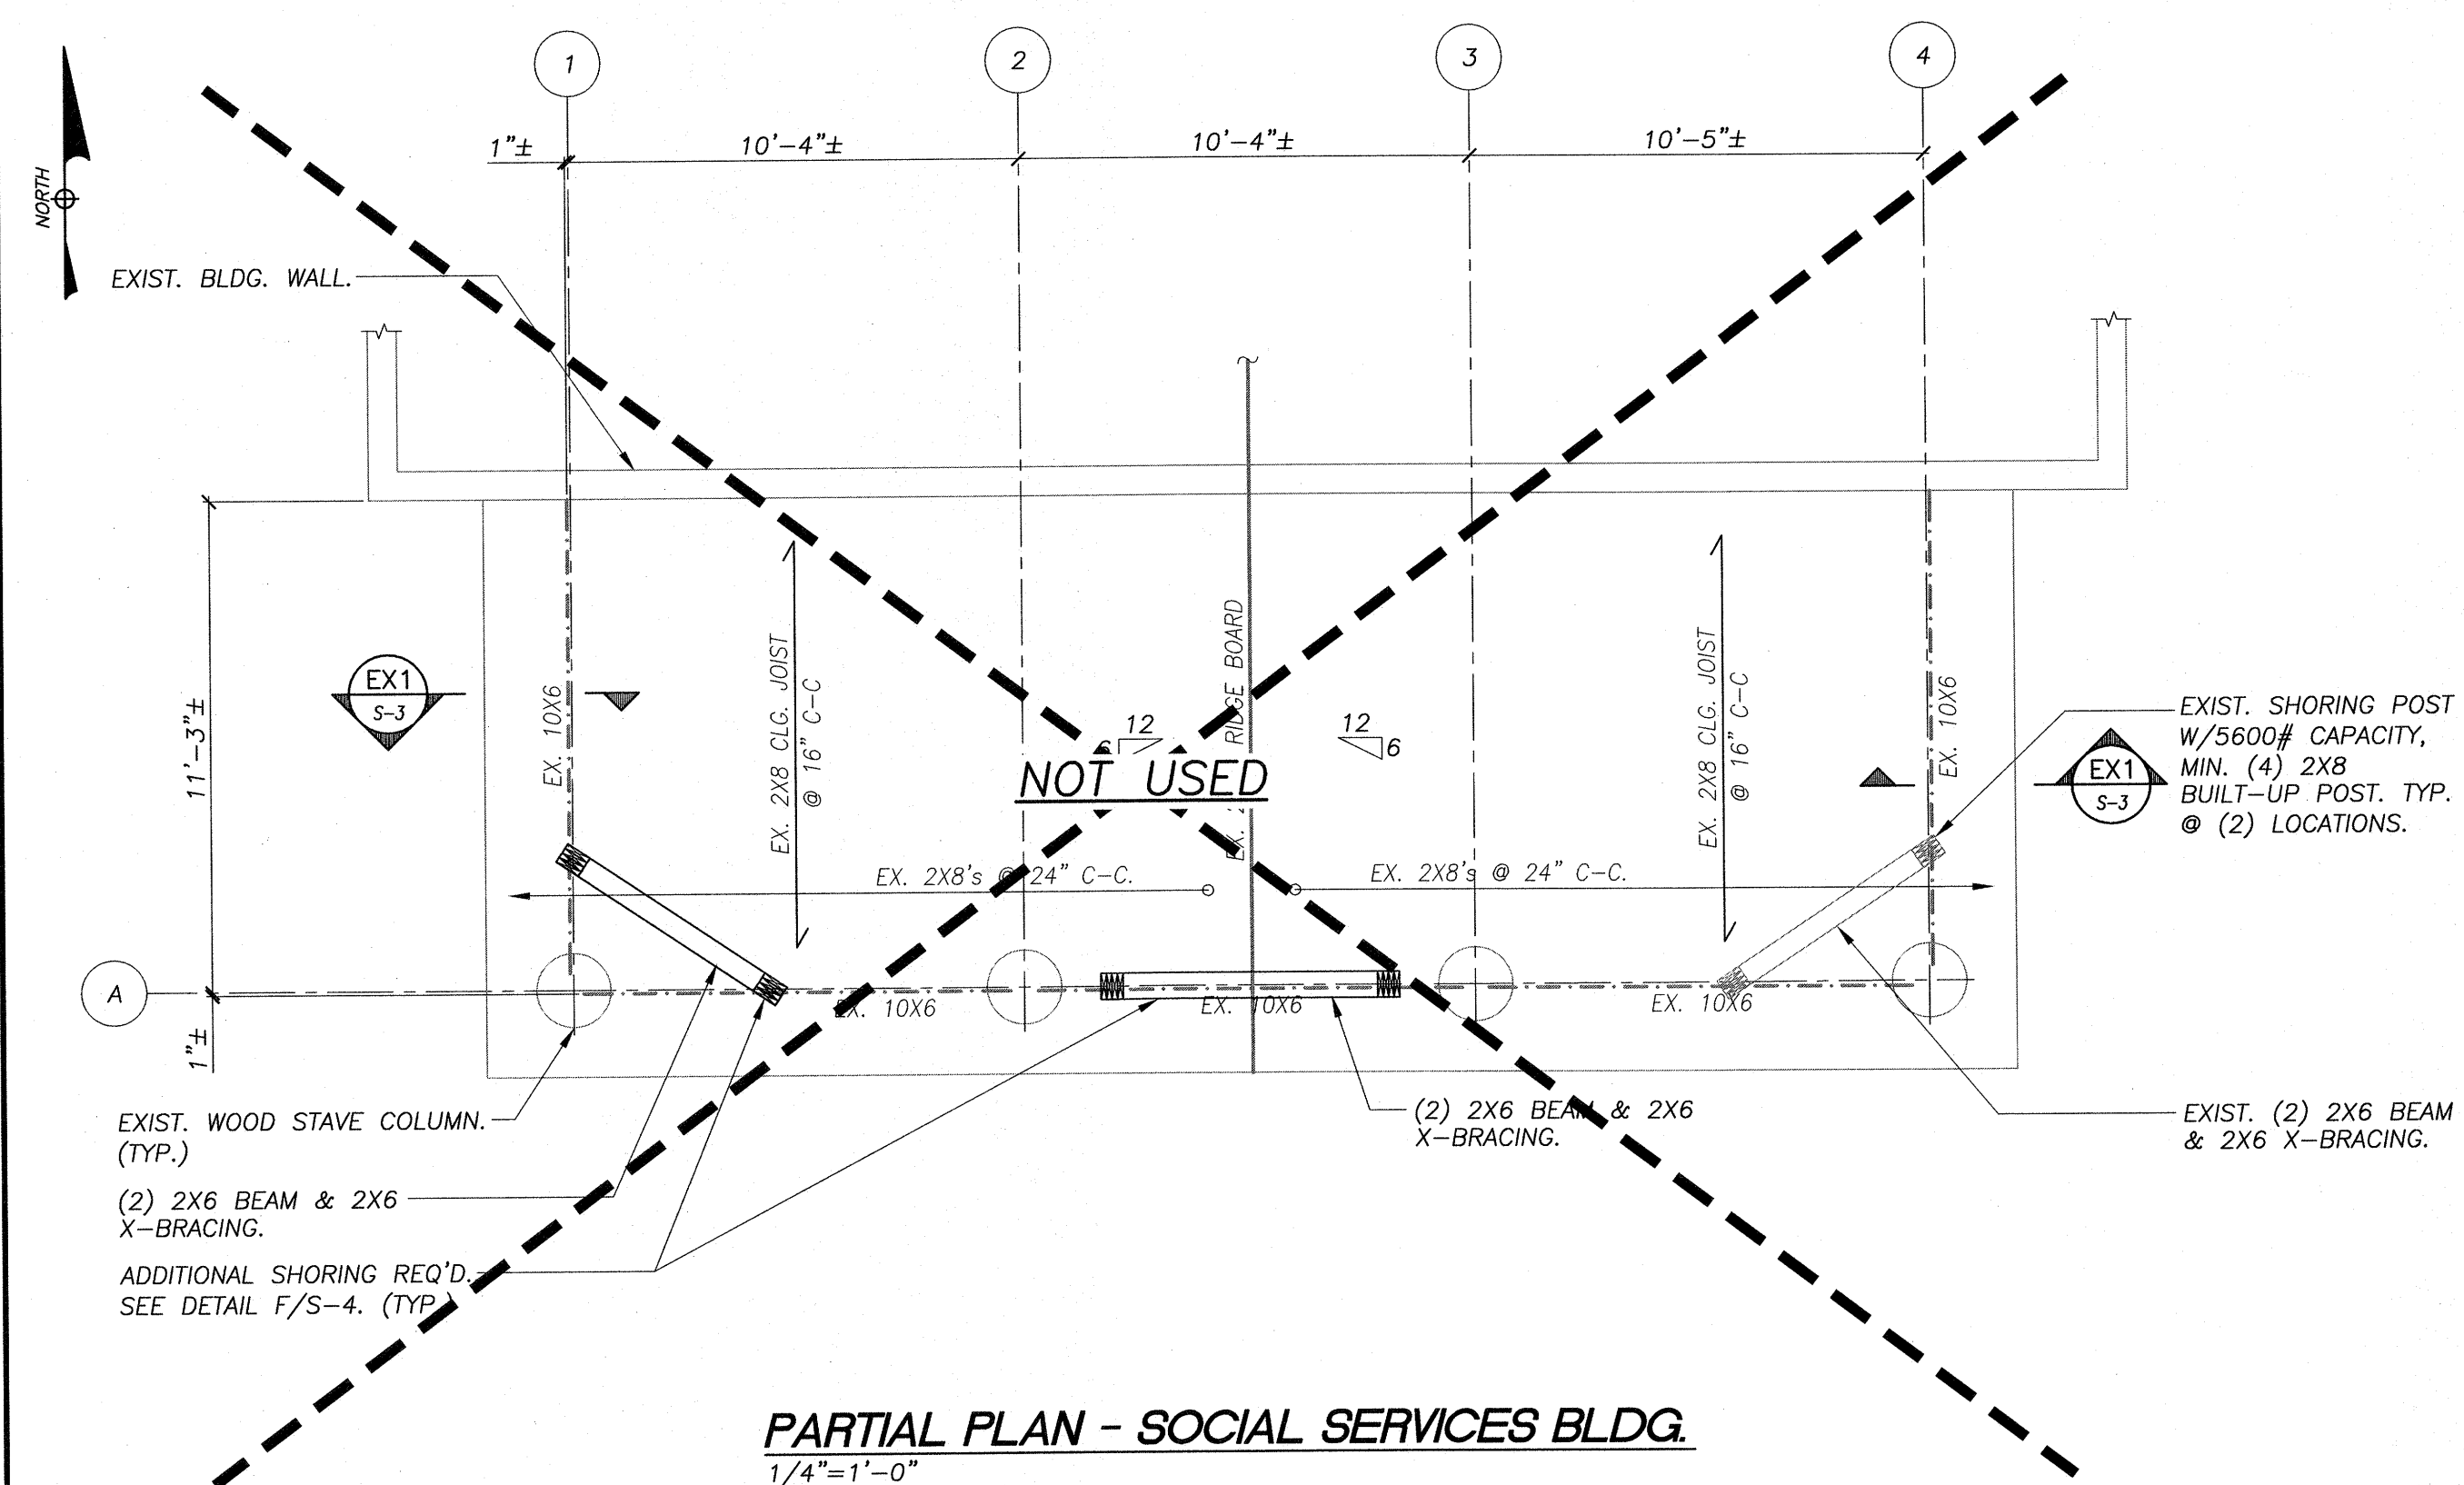 1
2
3
4
1"±
10'-4"±
10'-4"±
10'-5"±
NORTH
EXIST. BLDG. WALL.
EX1
S-3
11'-3"±
1"±
A
EX. 10X6
EX. 2X8 CLG. JOIST
@ 16" C-C
RIDGE BOARD
12
6
12
6
NOT USED
EX. 2X8 CLG. JOIST
@ 16" C-C
EX. 10X6
EX1
S-3
EXIST. SHORING POST
W/5600# CAPACITY,
MIN. (4) 2X8
BUILT-UP POST. TYP.
@ (2) LOCATIONS.
EX. 2X8's @ 24" C-C.
EX. 2X8's @ 24" C-C.
EX. 10X6
EX. 10X6
EX. 10X6
EXIST. WOOD STAVE COLUMN.
(TYP.)
(2) 2X6 BEAM & 2X6
X-BRACING.
ADDITIONAL SHORING REQ'D.
SEE DETAIL F/S-4. (TYP.)
(2) 2X6 BEAM & 2X6
X-BRACING.
EXIST. (2) 2X6 BEAM
& 2X6 X-BRACING.
PARTIAL PLAN - SOCIAL SERVICES BLDG.
1/4"=1'-0"